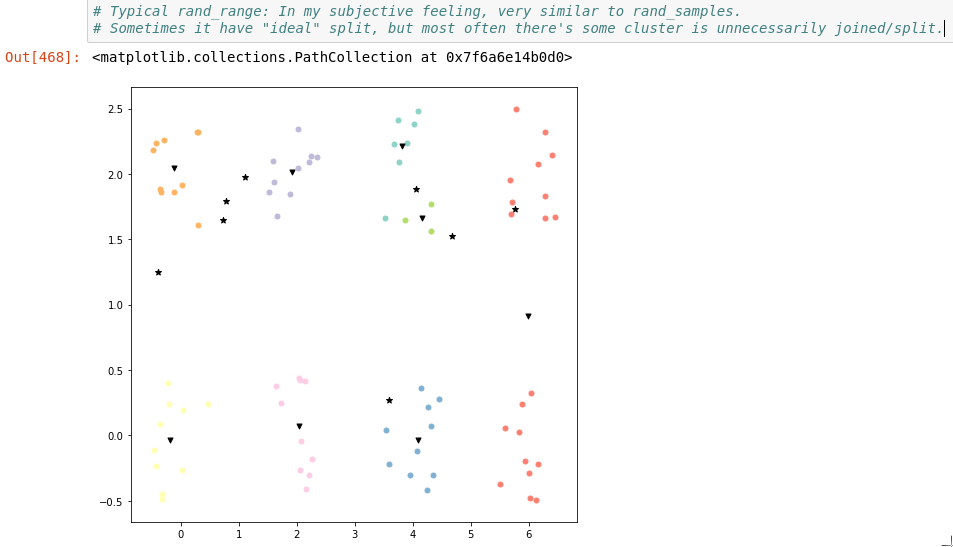 # Typical rand_range: In my subjective feeling, very similar to rand_samples.
# Sometimes it have "ideal" split, but most often there's some cluster is unnecessarily joined/split.
Out[468]: <matplotlib.collections.PathCollection at 0x7f6a6e14b0d0>
2.5
2.0
1.5
1.0
0.5
0.0
−0.5
0 1 2 3 4 5 6